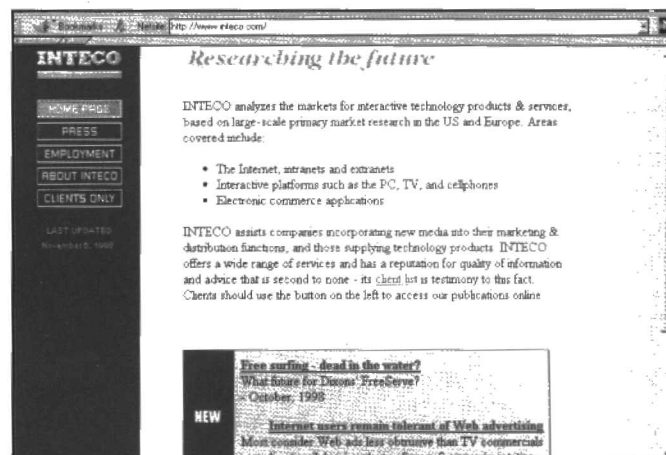 Bookmarks Netsite: http://www.inteco.com/
INTECO
HOME PAGE
PRESS
EMPLOYMENT
ABOUT INTECO
CLIENTS ONLY
LAST UPDATED
November 5, 1998
Researching the future
INTECO analyzes the markets for interactive technology products & services,
based on large-scale primary market research in the US and Europe. Areas
covered include:
• The Internet, intranets and extranets
• Interactive platforms such as the PC, TV, and cellphones
• Electronic commerce applications
INTECO assists companies incorporating new media into their marketing &
distribution functions, and those supplying technology products. INTECO
offers a wide range of services and has a reputation for quality of information
and advice that is second to none - its client list is testimony to this fact.
Clients should use the button on the left to access our publications online
NEW
Free surfing - dead in the water?
What future for Dixons' FreeServe?
- October, 1998
Internet users remain tolerant of Web advertising
Most consider Web ads less obtrusive than TV commercials